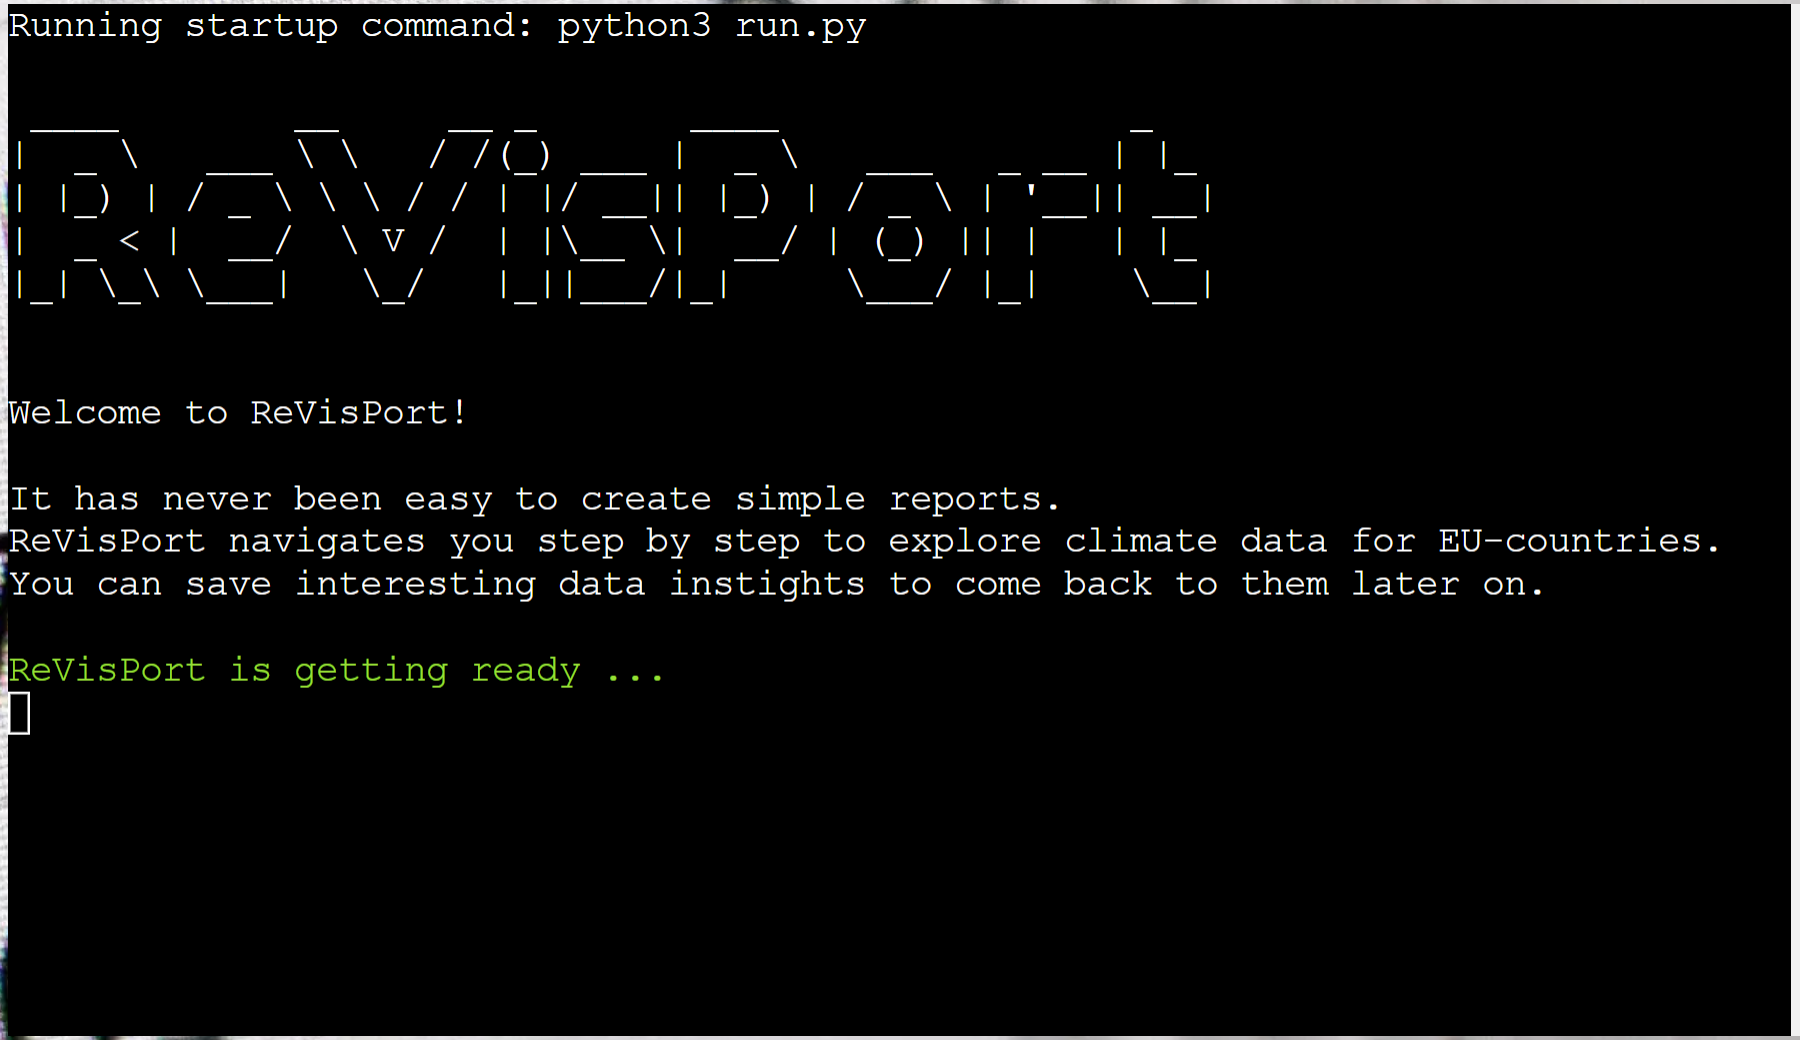 Running startup command: python3 run.py
ReVisPort
Welcome to ReVisPort!
It has never been easy to create simple reports.
ReVisPort navigates you step by step to explore climate data for EU-countries.
You can save interesting data instights to come back to them later on.
ReVisPort is getting ready ...